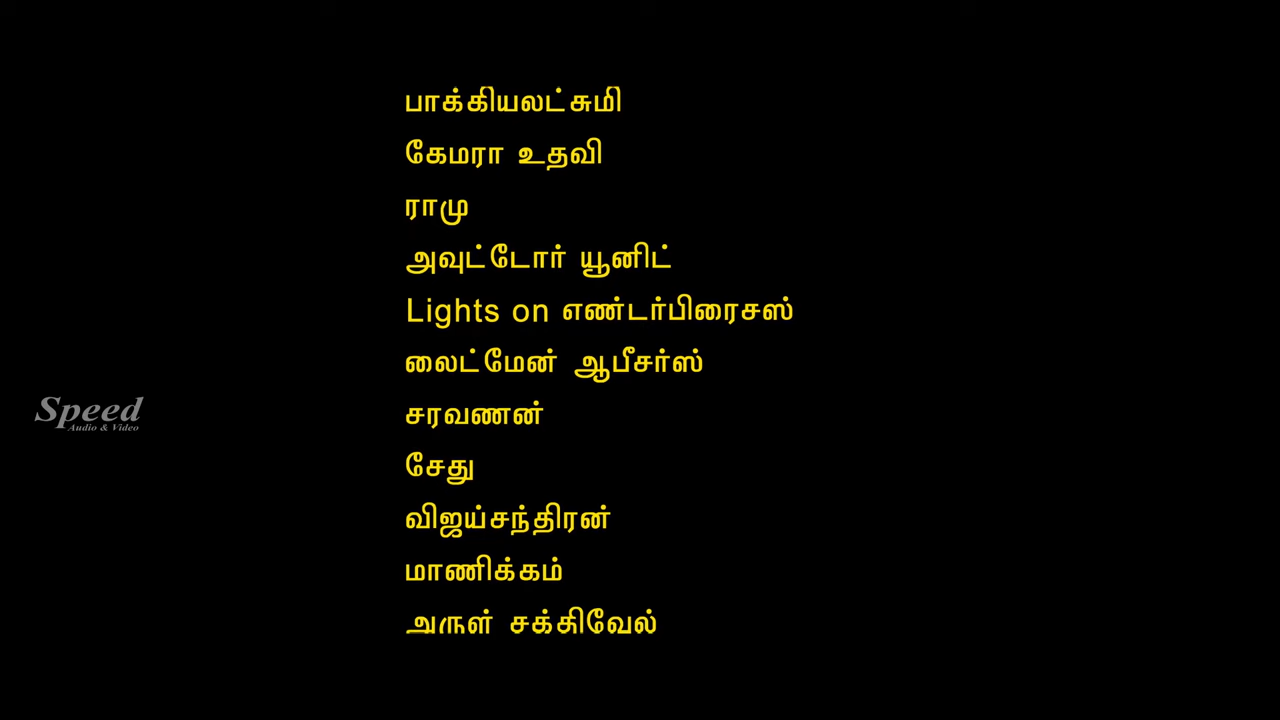 பாக்கியலட்சுமி
கேமரா உதவி
ராமு
அவுட்டோர் யூனிட்
Lights on எண்டர்பிரைசஸ்
லைட்மேன் ஆபீசர்ஸ்
Speed
Audio & Video
சரவணன்
சேது
விஜய்சந்திரன்
மாணிக்கம்
அருள் சக்திவேல்